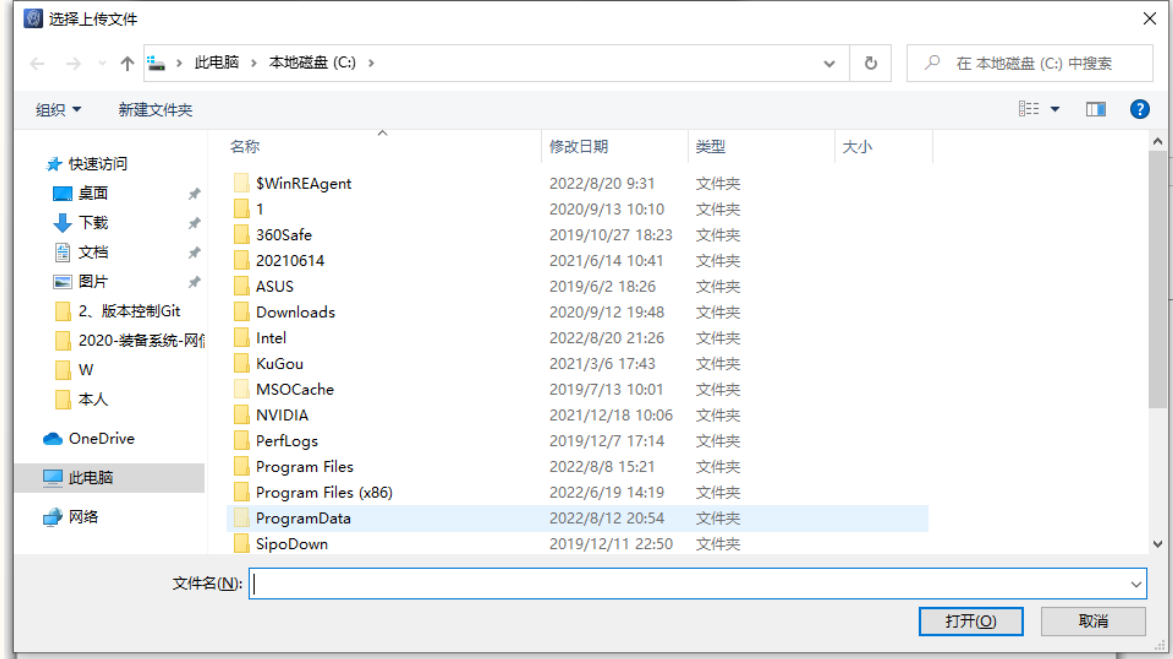 选择上传文件
此电脑 > 本地磁盘 (C:) >
在 本地磁盘 (C:) 中搜索
组织 新建文件夹
快速访问
桌面
下载
文档
图片
2、版本控制Git
2020-装备系统-网
W
本人
OneDrive
此电脑
网络
名称 修改日期 类型 大小
$WinREAgent 2022/8/20 9:31 文件夹
1 2020/9/13 10:10 文件夹
360Safe 2019/10/27 18:23 文件夹
20210614 2021/6/14 10:41 文件夹
ASUS 2019/6/2 18:26 文件夹
Downloads 2020/9/12 19:48 文件夹
Intel 2022/8/20 21:26 文件夹
KuGou 2021/3/6 17:43 文件夹
MSOCache 2019/7/13 10:01 文件夹
NVIDIA 2021/12/18 10:06 文件夹
PerfLogs 2019/12/7 17:14 文件夹
Program Files 2022/8/8 15:21 文件夹
Program Files (x86) 2022/6/19 14:19 文件夹
ProgramData 2022/8/12 20:54 文件夹
SipoDown 2019/12/11 22:50 文件夹
文件名(N):
打开(O) 取消